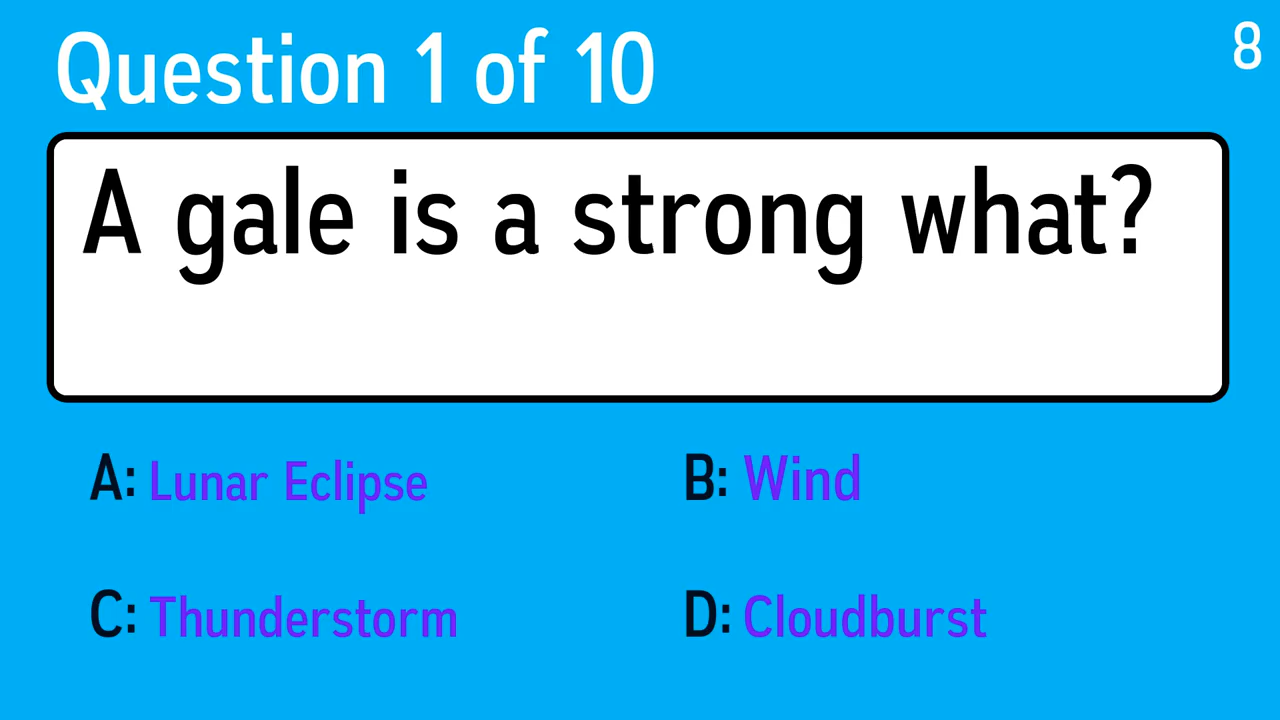 Question 1 of 10
8
A gale is a strong what?
A: Lunar Eclipse
B: Wind
C: Thunderstorm
D: Cloudburst